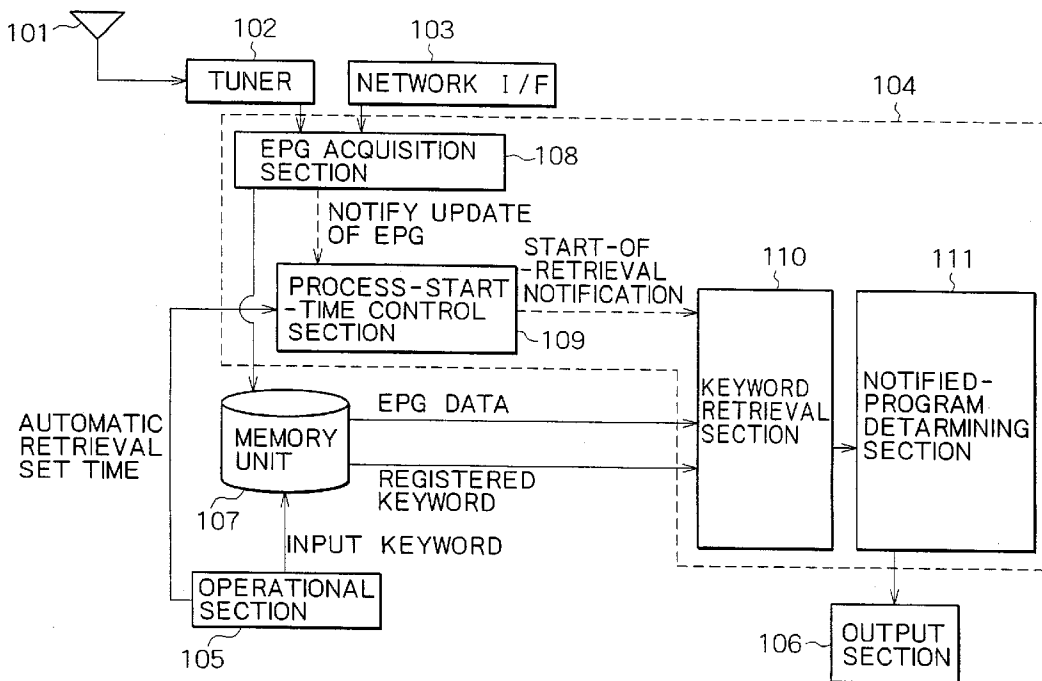 101
102
103
TUNER
NETWORK I/F
104
EPG ACQUISITION
SECTION
108
NOTIFY UPDATE
OF EPG
START-OF
-RETRIEVAL
NOTIFICATION
110
111
PROCESS-START
-TIME CONTROL
SECTION
109
KEYWORD
RETRIEVAL
SECTION
NOTIFIED-
PROGRAM
DETARMINING
SECTION
AUTOMATIC
RETRIEVAL
SET TIME
MEMORY
UNIT
107
EPG DATA
REGISTERED
KEYWORD
INPUT KEYWORD
OPERATIONAL
SECTION
105
106
OUTPUT
SECTION